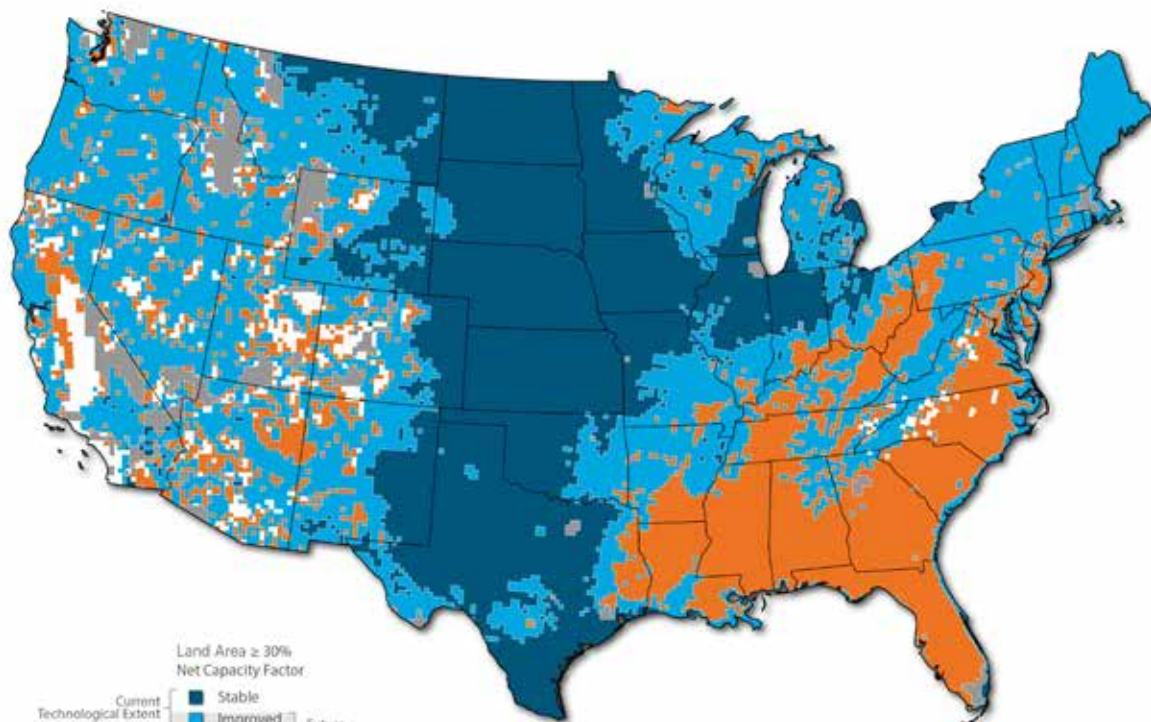 Land Area ≥ 30%
Net Capacity Factor
Current
Technological Extent
Stable
Improved